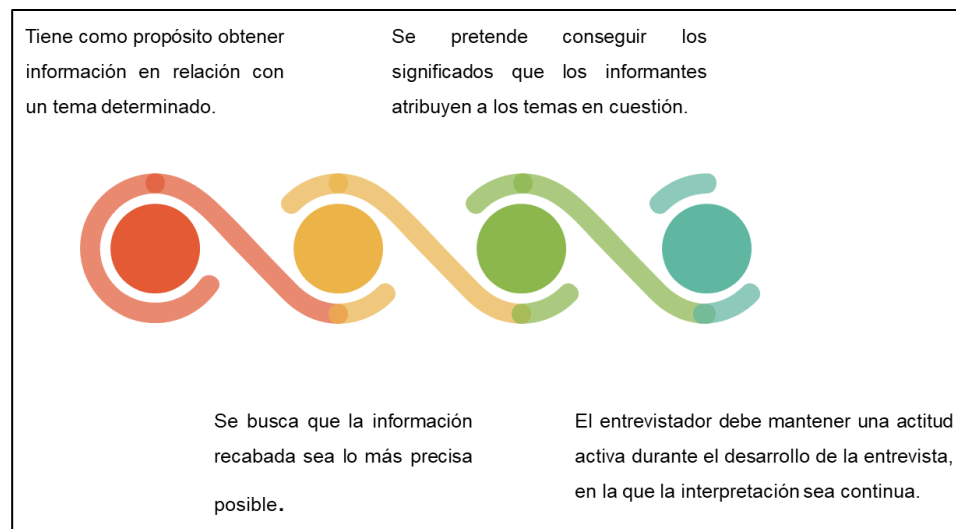 Tiene como propósito obtener
información en relación con
un tema determinado.
Se pretende conseguir los
significados que los informantes
atribuyen a los temas en cuestión.
Se busca que la información
recabada sea lo más precisa
posible.
El entrevistador debe mantener una actitud
activa durante el desarrollo de la entrevista,
en la que la interpretación sea continua.